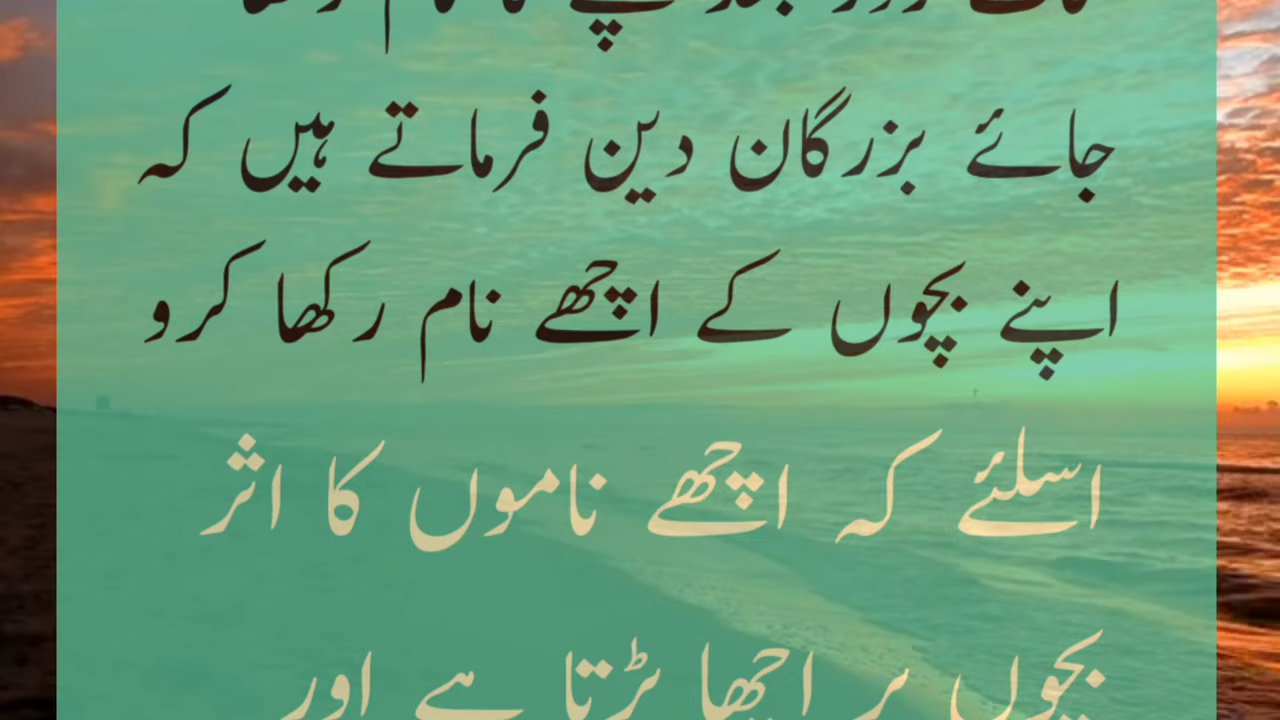 جائے بزرگان دین فرماتے ہیں کہ
اپنے بچوں کے اچھے نام رکھا کرو
اسلئے کہ اچھے ناموں کا اثر
بچوں پر اچھا پڑتا ہے اور